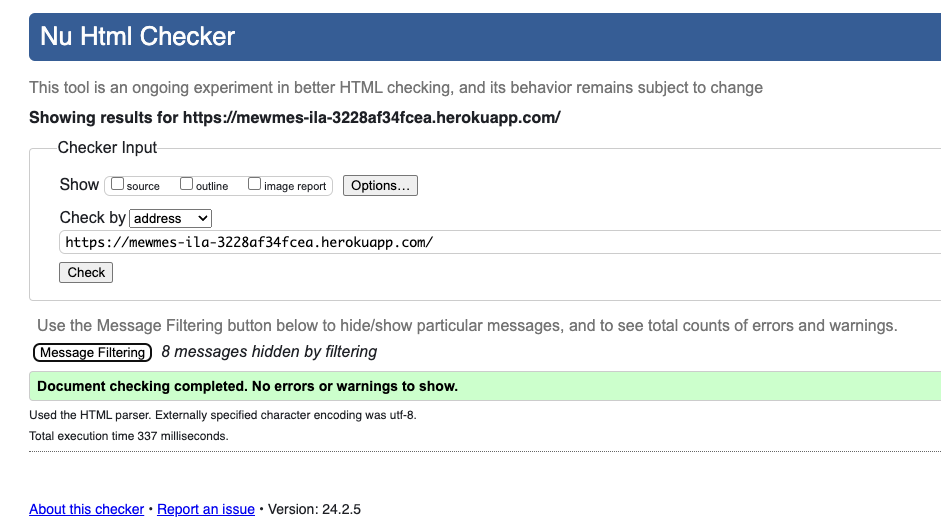 Nu Html Checker
This tool is an ongoing experiment in better HTML checking, and its behavior remains subject to change
Showing results for https://mewmes-ila-3228af34fcea.herokuapp.com/
Checker Input
Show source outline image report Options...
Check by address
https://mewmes-ila-3228af34fcea.herokuapp.com/
Check
Use the Message Filtering button below to hide/show particular messages, and to see total counts of errors and warnings.
Message Filtering 8 messages hidden by filtering
Document checking completed. No errors or warnings to show.
Used the HTML parser. Externally specified character encoding was utf-8.
Total execution time 337 milliseconds.
About this checker • Report an issue • Version: 24.2.5